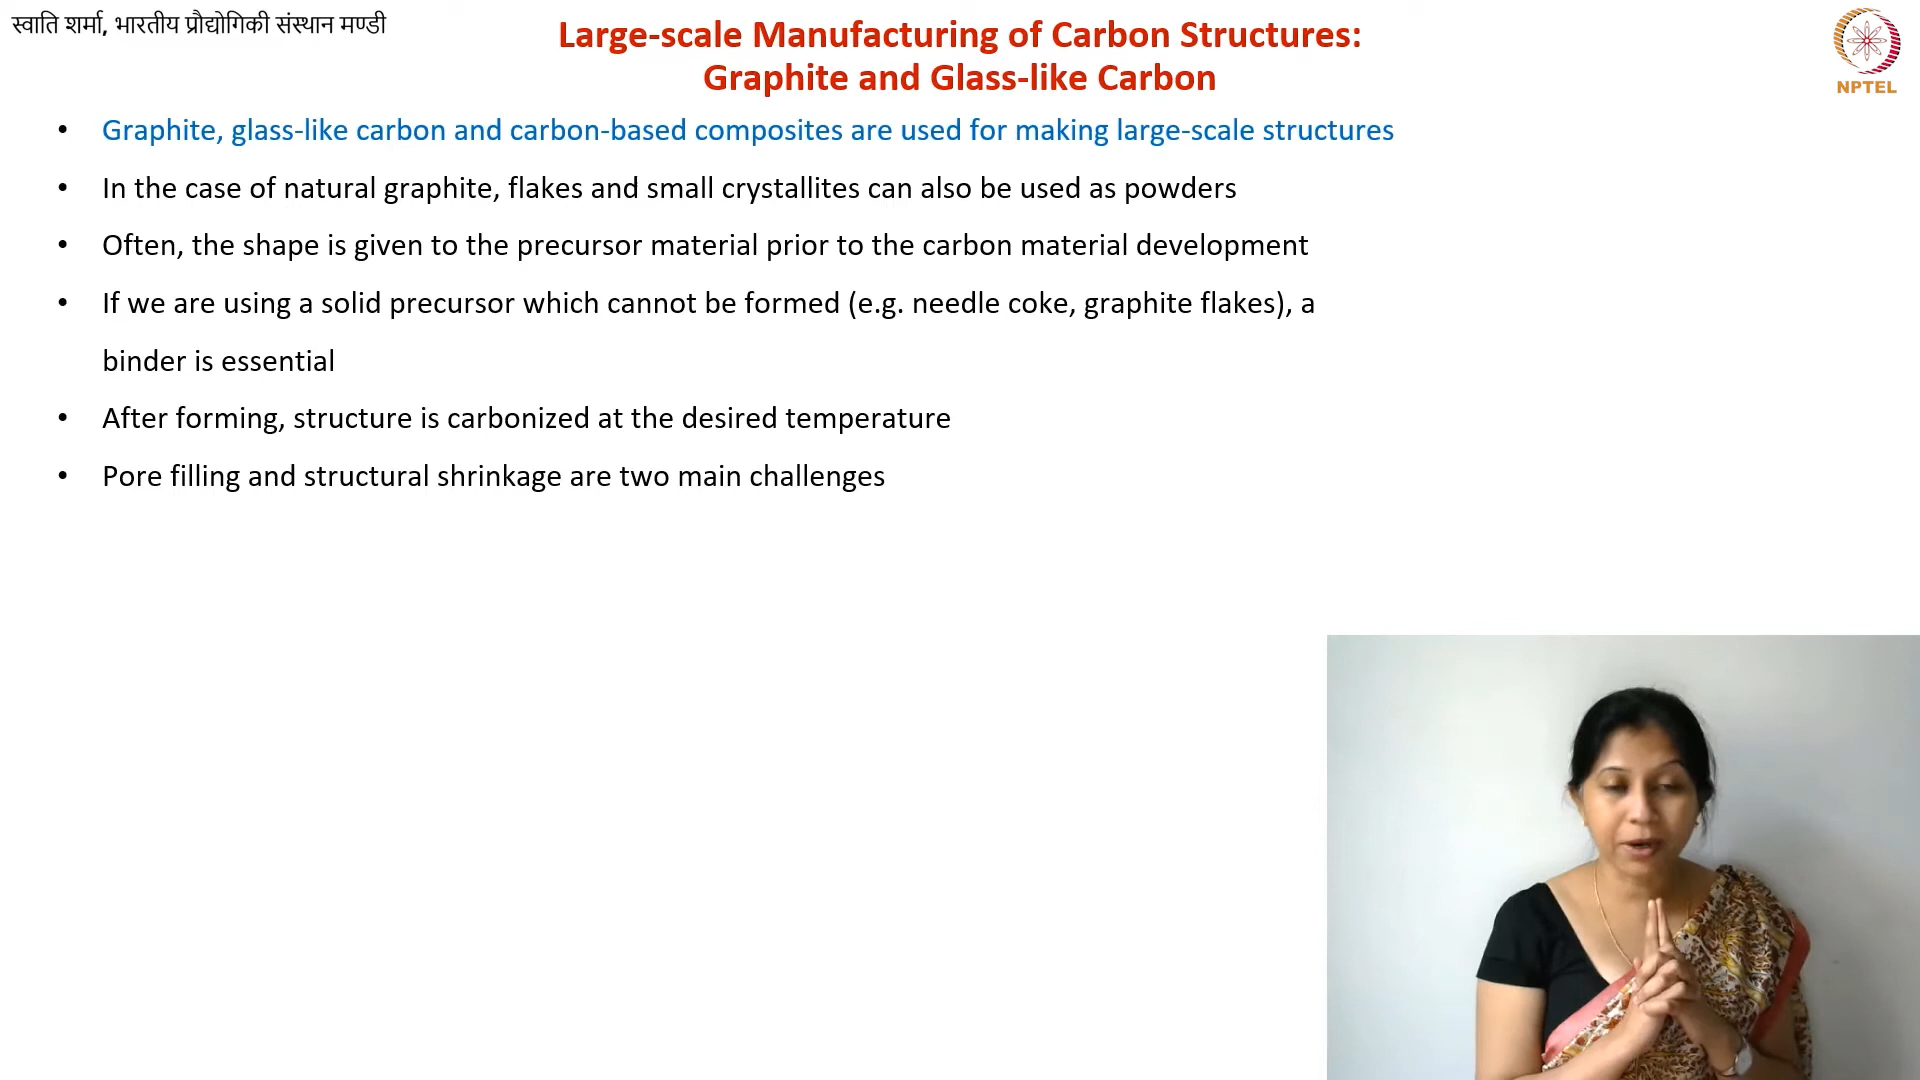 स्वाति शर्मा, भारतीय प्रौद्योगिकी संस्थान मण्डी
Large-scale Manufacturing of Carbon Structures:
Graphite and Glass-like Carbon
NPTEL
• Graphite, glass-like carbon and carbon-based composites are used for making large-scale structures
• In the case of natural graphite, flakes and small crystallites can also be used as powders
• Often, the shape is given to the precursor material prior to the carbon material development
• If we are using a solid precursor which cannot be formed (e.g. needle coke, graphite flakes), a
binder is essential
• After forming, structure is carbonized at the desired temperature
• Pore filling and structural shrinkage are two main challenges